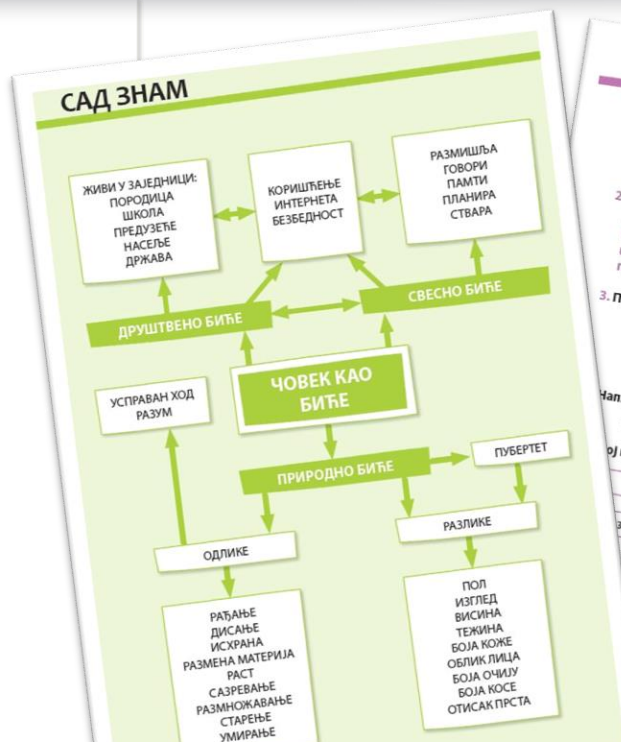 САД ЗНАМ
ЖИВИ У ЗАЈЕДНИЦИ:
ПОРОДИЦА
ШКОЛА
ПРЕДУЗЕЋЕ
НАСЕЉЕ
ДРЖАВА
КОРИШЋЕЊЕ
ИНТЕРНЕТА
БЕЗБЕДНОСТ
РАЗМИШЉА
ГОВОРИ
ПАМТИ
ПЛАНИРА
СТВАРА
ДРУШТВЕНО БИЋЕ
СВЕСНО БИЋЕ
ЧОВЕК КАО
БИЋЕ
УСПРАВАН ХОД
РАЗУМ
ПРИРОДНО БИЋЕ
ПУБЕРТЕТ
ОДЛИКЕ
РАЗЛИКЕ
РАЂАЊЕ
ДИСАЊЕ
ИСХРАНА
РАЗМЕНА МАТЕРИЈА
РАСТ
САЗРЕВАЊЕ
РАЗМНОЖАВАЊЕ
СТАРЕЊЕ
УМИРАЊЕ
ПОЛ
ИЗГЛЕД
ВИСИНА
ТЕЖИНА
БОЈА КОЖЕ
ОБЛИК ЛИЦА
БОЈА ОЧИЈУ
БОЈА КОСЕ
ОТИСАК ПРСТА
2
3.